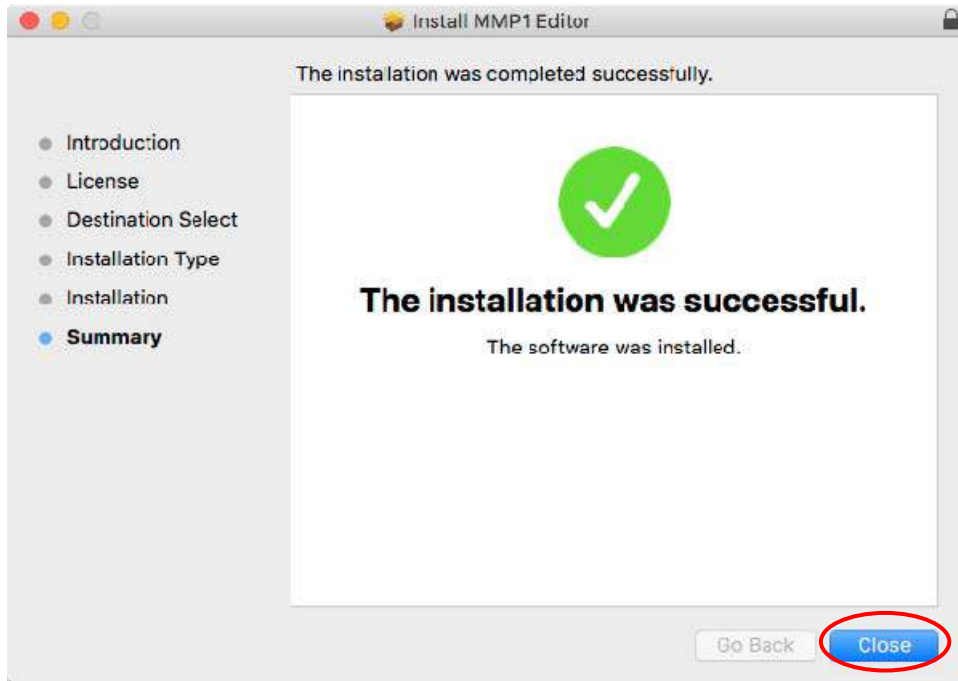 Install MMP1 Editor
The installation was completed successfully.
Introduction
License
Destination Select
Installation Type
Installation
Summary
The installation was successful.
The software was installed.
Go Back
Close